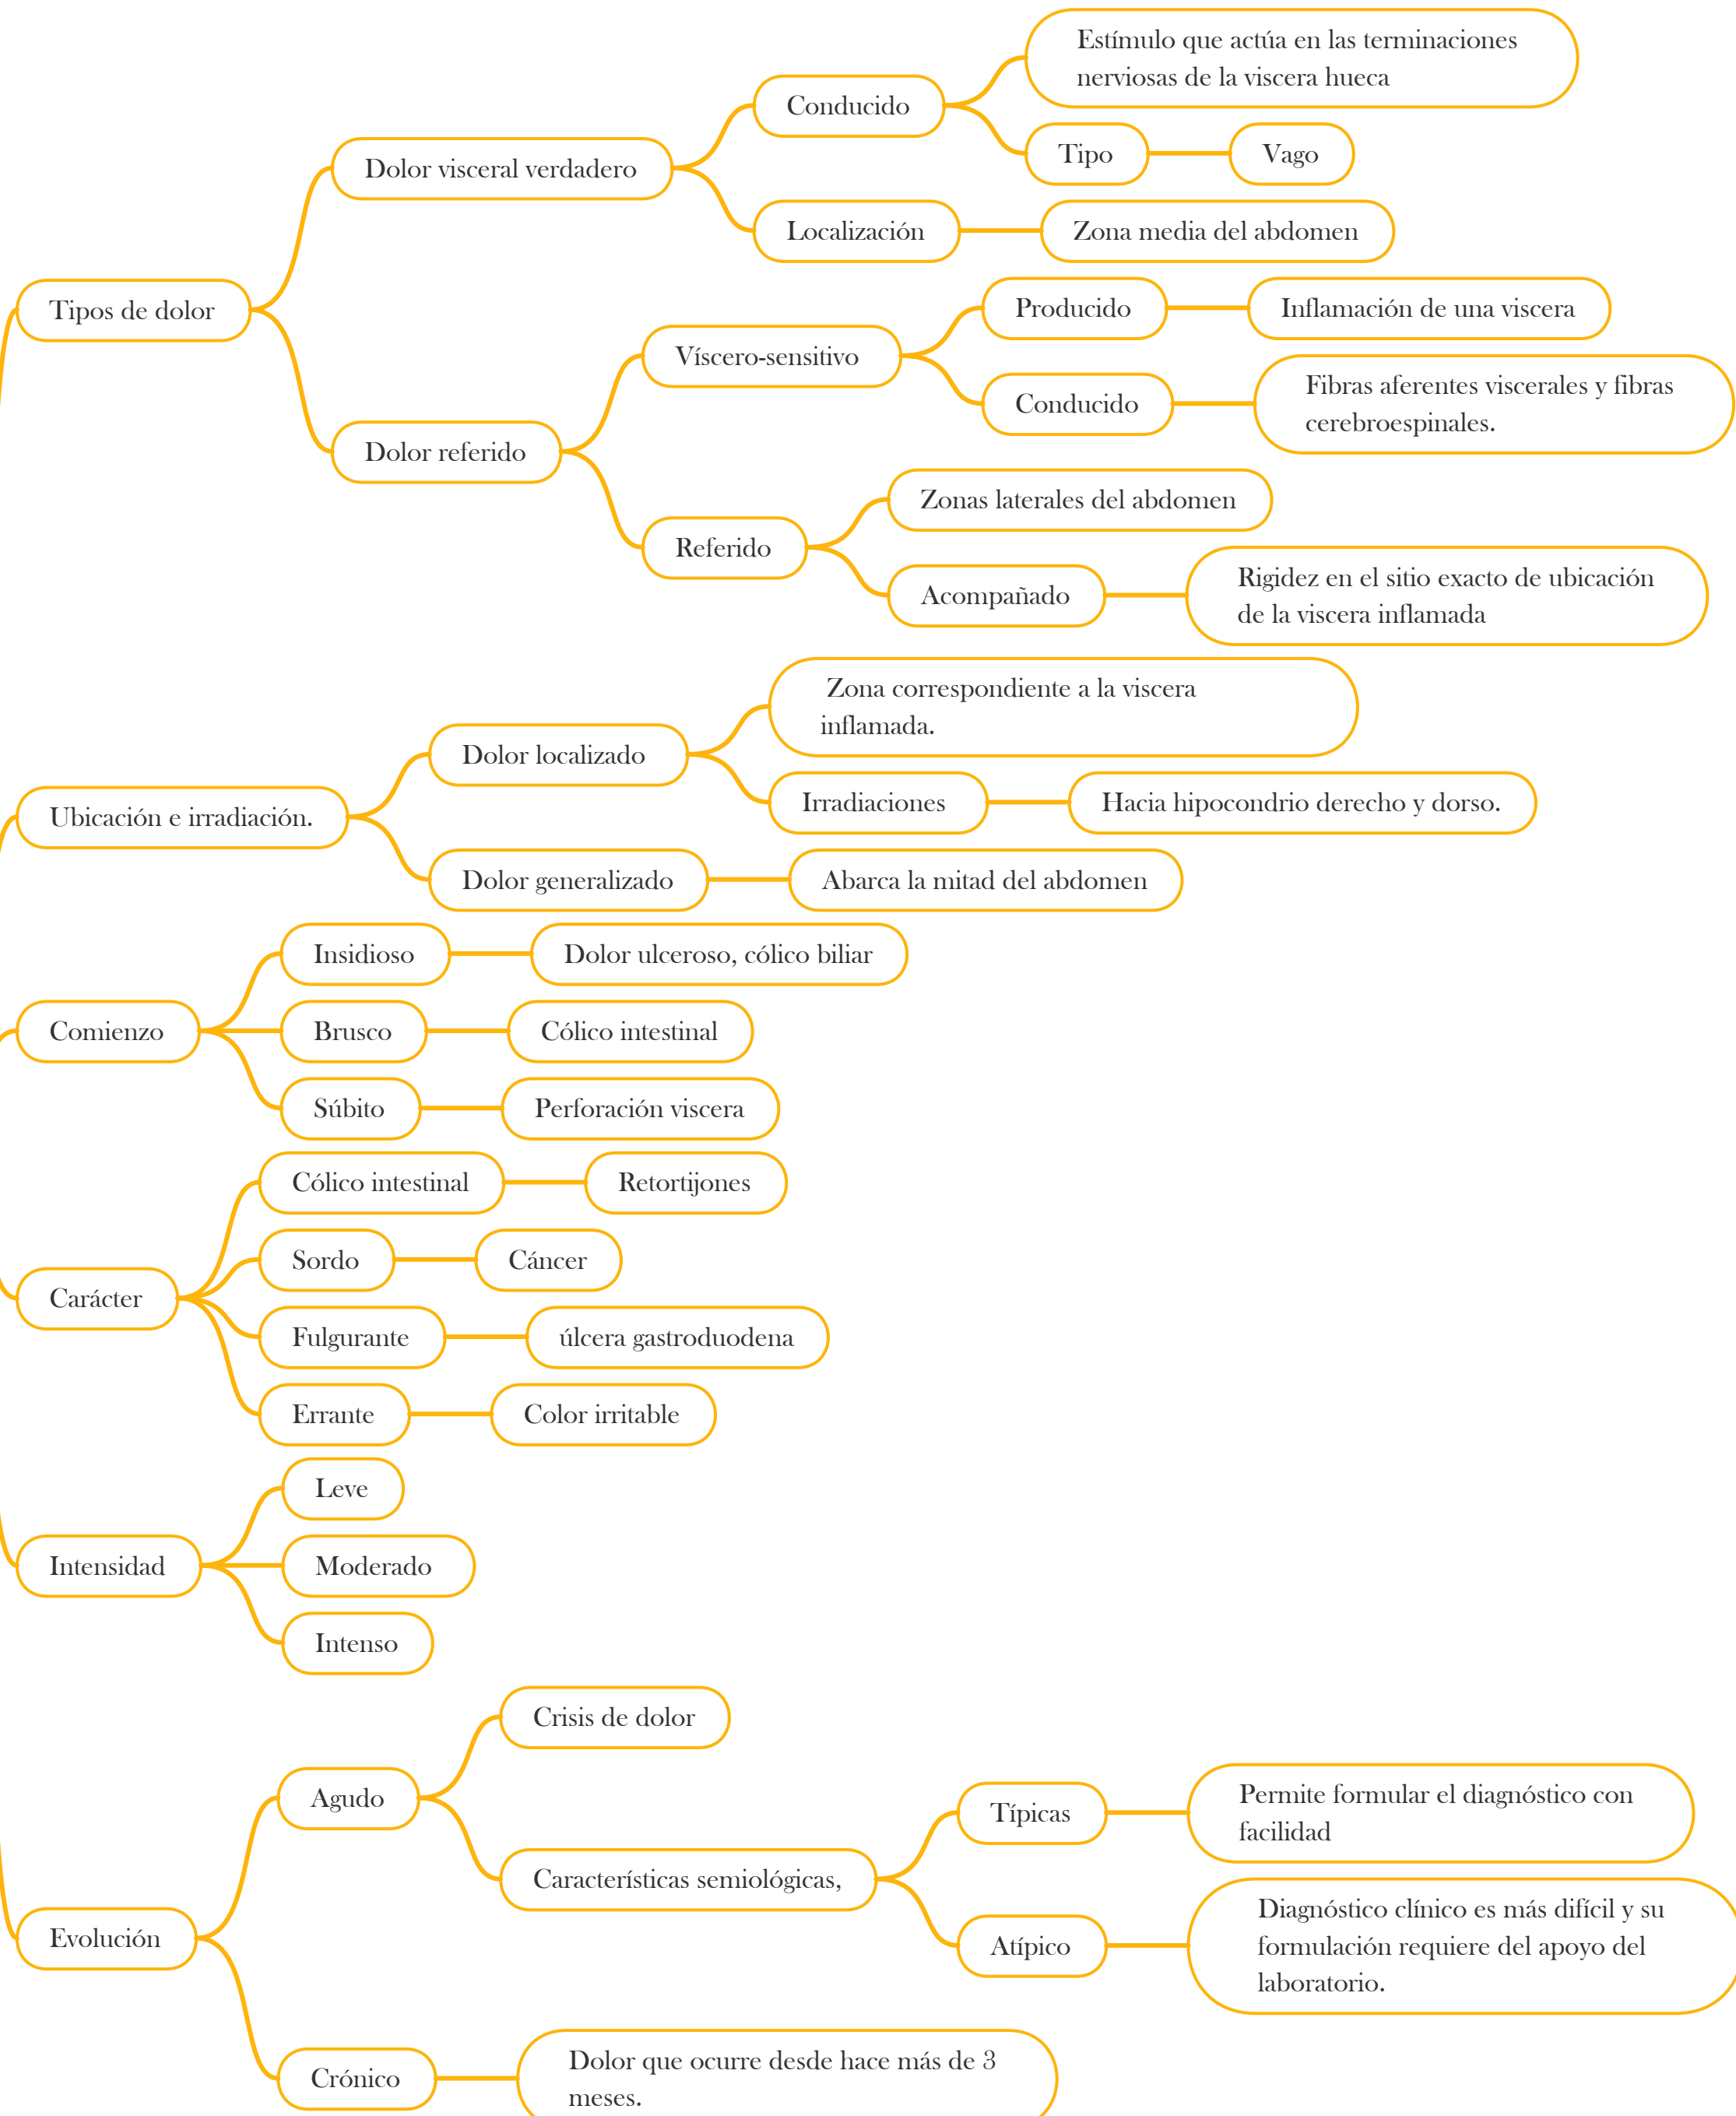 Tipos de dolor
Dolor visceral verdadero
Conducido
Estímulo que actúa en las terminaciones
nerviosas de la viscera hueca
Tipo
Vago
Localización
Zona media del abdomen
Dolor referido
Víscero-sensitivo
Producido
Inflamación de una viscera
Conducido
Fibras aferentes viscerales y fibras
cerebroespinales.
Referido
Zonas laterales del abdomen
Acompañado
Rigidez en el sitio exacto de ubicación
de la viscera inflamada
Ubicación e irradiación.
Dolor localizado
Zona correspondiente a la viscera
inflamada.
Irradiaciones
Hacia hipocondrio derecho y dorso.
Dolor generalizado
Abarca la mitad del abdomen
Comienzo
Insidioso
Dolor ulceroso, cólico biliar
Brusco
Cólico intestinal
Súbito
Perforación viscera
Carácter
Cólico intestinal
Retortijones
Sordo
Cáncer
Fulgurante
úlcera gastroduodena
Errante
Color irritable
Intensidad
Leve
Moderado
Intenso
Evolución
Agudo
Crisis de dolor
Características semiológicas,
Típicas
Permite formular el diagnóstico con
facilidad
Atípico
Diagnóstico clínico es más difícil y su
formulación requiere del apoyo del
laboratorio.
Crónico
Dolor que ocurre desde hace más de 3
meses.